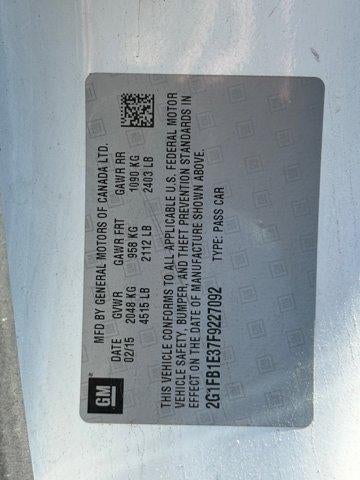 GM
MFD BY GENERAL MOTORS OF CANADA LTD.
DATE GVWR GAWR FRT GAWR RR
02/15 2048 KG 958 KG 1090 KG
4515 LB 2112 LB 2403 LB
THIS VEHICLE CONFORMS TO ALL APPLICABLE U.S. FEDERAL MOTOR
VEHICLE SAFETY, BUMPER, AND THEFT PREVENTION STANDARDS IN
EFFECT ON THE DATE OF MANUFACTURE SHOWN ABOVE.
2G1FB1E37F9227092 TYPE: PASS CAR